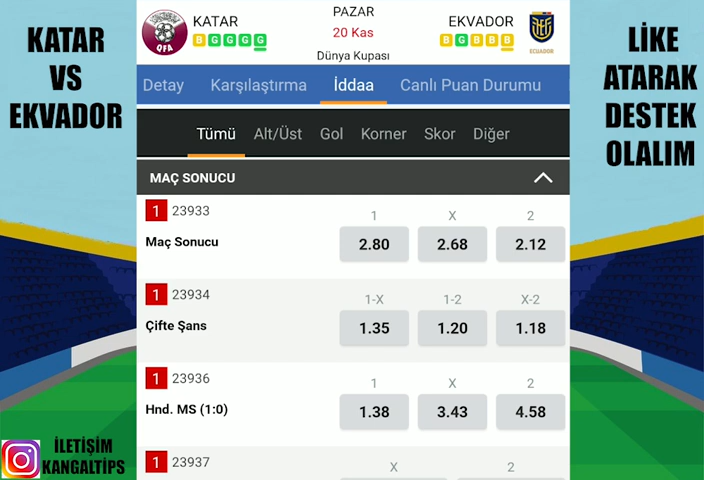 KATAR
VS
EKVADOR
QFA
KATAR
B G G G G
PAZAR
20 Kas
Dünya Kupası
EKVADOR
B G B B B
ECUADOR
LİKE
ATARAK
DESTEK
OLALIM
Detay Karşılaştırma İddaa Canlı Puan Durumu
Tümü Alt/Üst Gol Korner Skor Diğer
MAÇ SONUCU
1 23933
Maç Sonucu
1 X 2
2.80 2.68 2.12
1 23934
Çifte Şans
1-X 1-2 X-2
1.35 1.20 1.18
1 23936
Hnd. MS (1:0)
1 X 2
1.38 3.43 4.58
1 23937
X 2
İLETİŞİM
KANGALTİPS